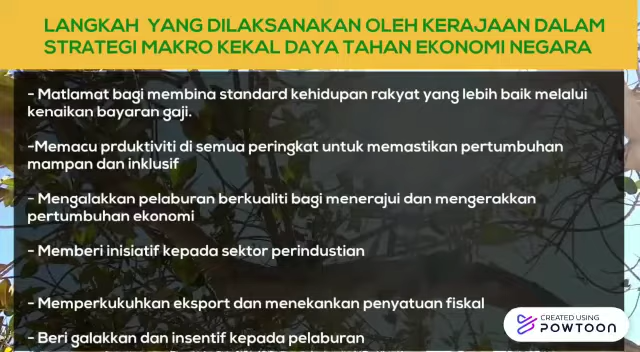 LANGKAH YANG DILAKSANAKAN OLEH KERAJAAN DALAM
STRATEGI MAKRO KEKAL DAYA TAHAN EKONOMI NEGARA
- Matlamat bagi membina standard kehidupan rakyat yang lebih baik melalui
kenaikan bayaran gaji.
-Memacu prduktiviti di semua peringkat untuk memastikan pertumbuhan
mampan dan inklusif
- Mengalakkan pelaburan berkualiti bagi menerajui dan mengerakkan
pertumbuhan ekonomi
- Memberi inisiatif kepada sektor perindustian
- Memperkukuhkan eksport dan menekankan penyatuan fiskal
- Beri galakkan dan insentif kepada pelaburan
CREATED USING
POWTOON